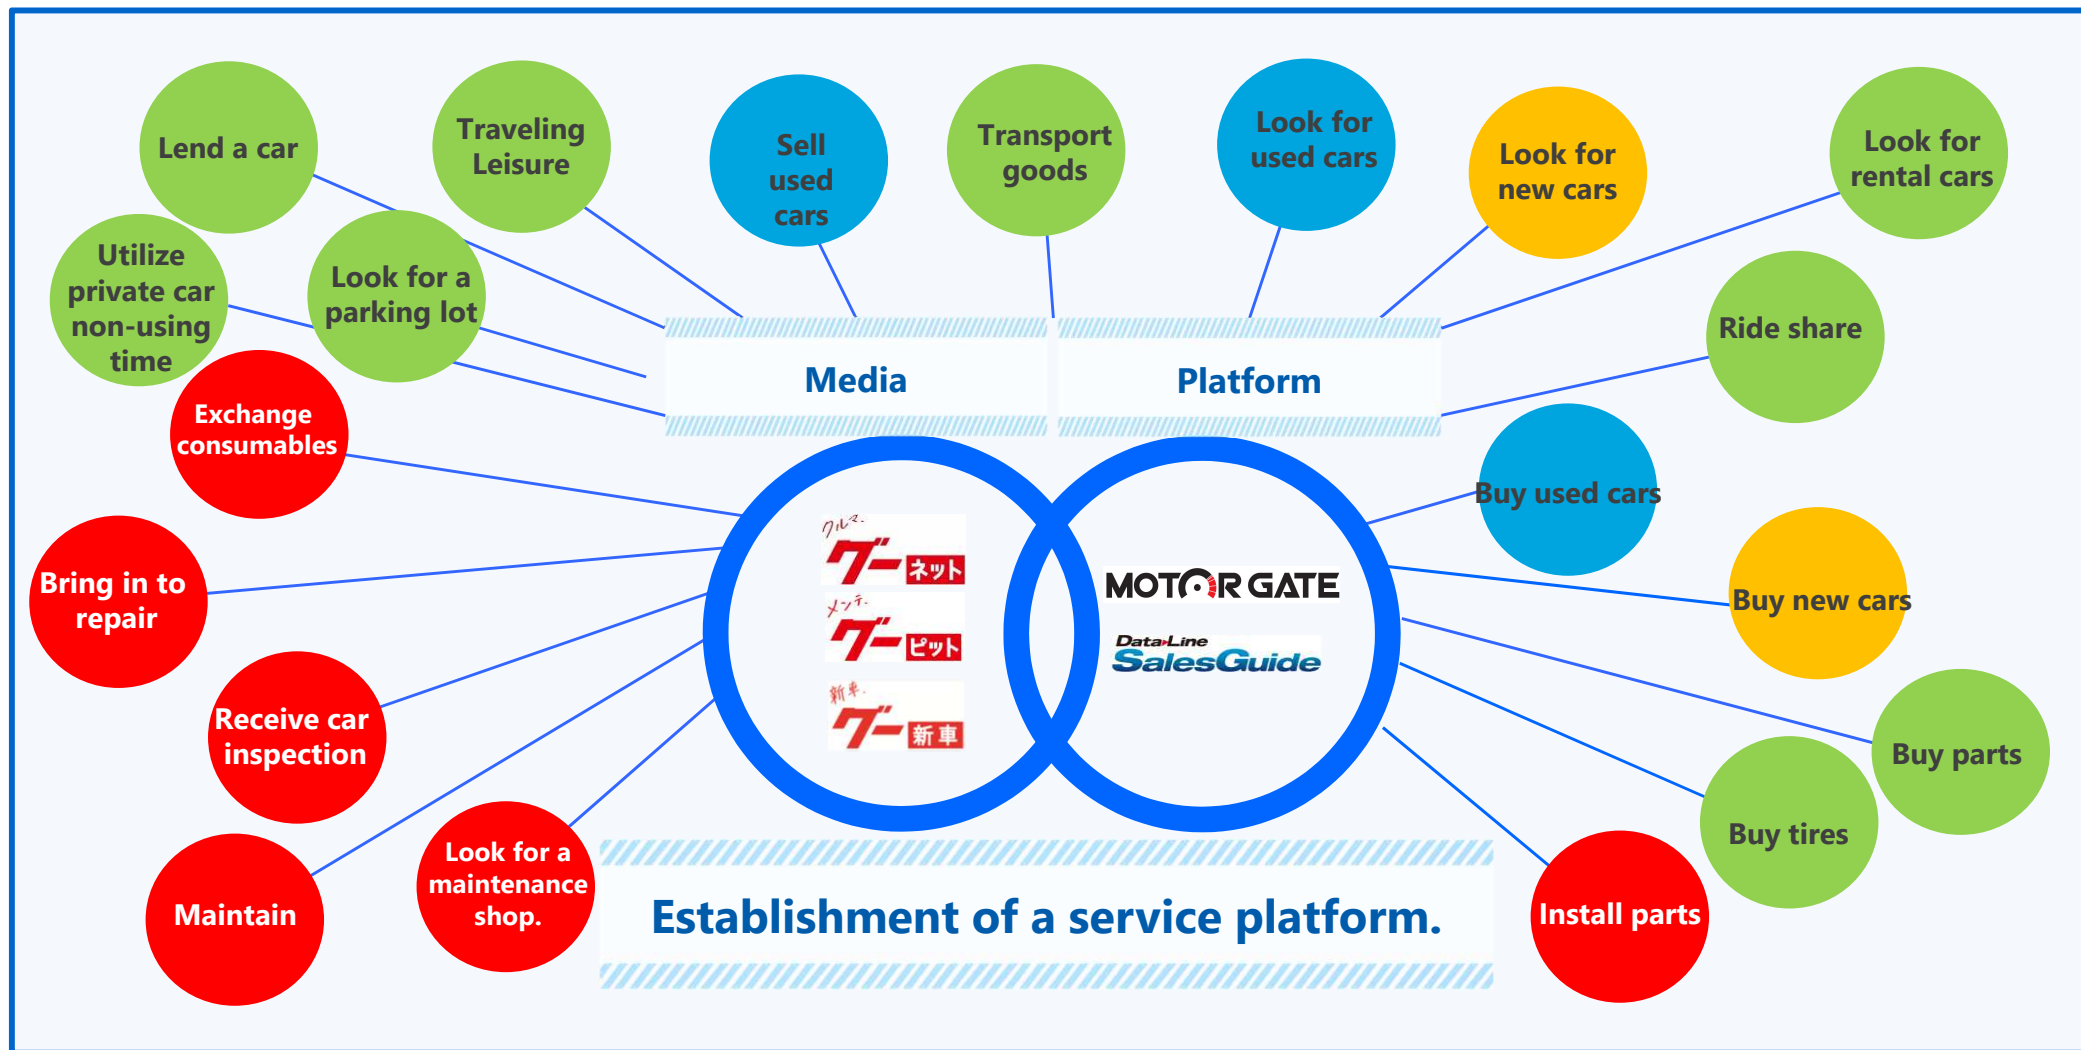 Lend a car
Traveling
Leisure
Sell
used
cars
Transport
goods
Look for
used cars
Look for
new cars
Look for
rental cars
Utilize
private car
non-using
time
Look for a
parking lot
Ride share
Media
Platform
Exchange
consumables
Buy used cars
クルマ.
グーネット
メンテ.
グーピット
新車.
グー新車
MOTOR GATE
DataLine
SalesGuide
Bring in to
repair
Buy new cars
Receive car
inspection
Buy parts
Buy tires
Maintain
Look for a
maintenance
shop.
Establishment of a service platform.
Install parts